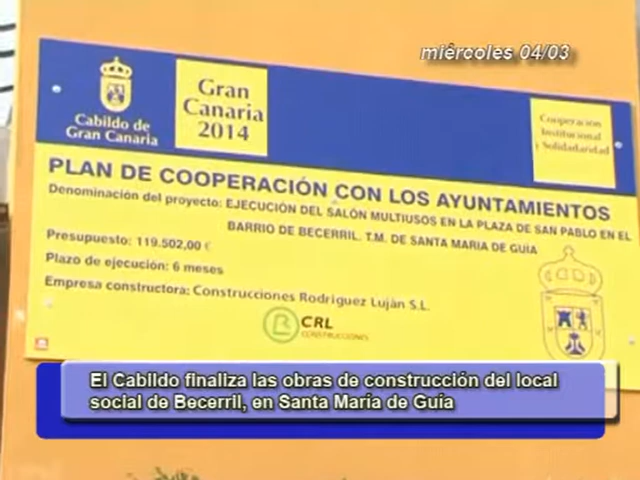 miércoles 04/03
Cabildo de
Gran Canaria
Gran
Canaria
2014
Cooperación
Institucional
y Solidaridad
PLAN DE COOPERACIÓN CON LOS AYUNTAMIENTOS
Denominación del proyecto: EJECUCIÓN DEL SALÓN MULTIUSOS EN LA PLAZA DE SAN PABLO EN EL
BARRIO DE BECERRIL. T.M. DE SANTA MARIA DE GUÍA
Presupuesto: 119.502,00 €
Plazo de ejecución: 6 meses
Empresa constructora: Construcciones Rodríguez Luján S.L.
CRL
CONSTRUCCIONES
El Cabildo finaliza las obras de construcción del local
social de Becerril, en Santa María de Guía